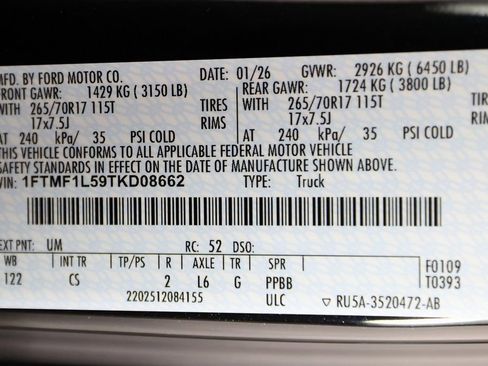 MFD. BY FORD MOTOR CO. DATE: 01/26 GVWR: 2926 KG (6450 LB)
FRONT GAWR: 1429 KG (3150 LB) REAR GAWR: 1724 KG (3800 LB)
WITH 265/70R17 115T TIRES WITH 265/70R17 115T
17x7.5J RIMS 17x7.5J
AT 240 kPa/ 35 PSI COLD AT 240 kPa/ 35 PSI COLD
THIS VEHICLE CONFORMS TO ALL APPLICABLE FEDERAL MOTOR VEHICLE
SAFETY STANDARDS IN EFFECT ON THE DATE OF MANUFACTURE SHOWN ABOVE.
VIN: 1FTMF1L59TKD08662 TYPE: Truck
EXT PNT: UM RC: 52 DSO:
WB INT TR TP/PS R AXLE TR SPR F0109
122 CS 2 L6 G PPBB T0393
2202512084155 ULC ▽ RU5A-3520472-AB